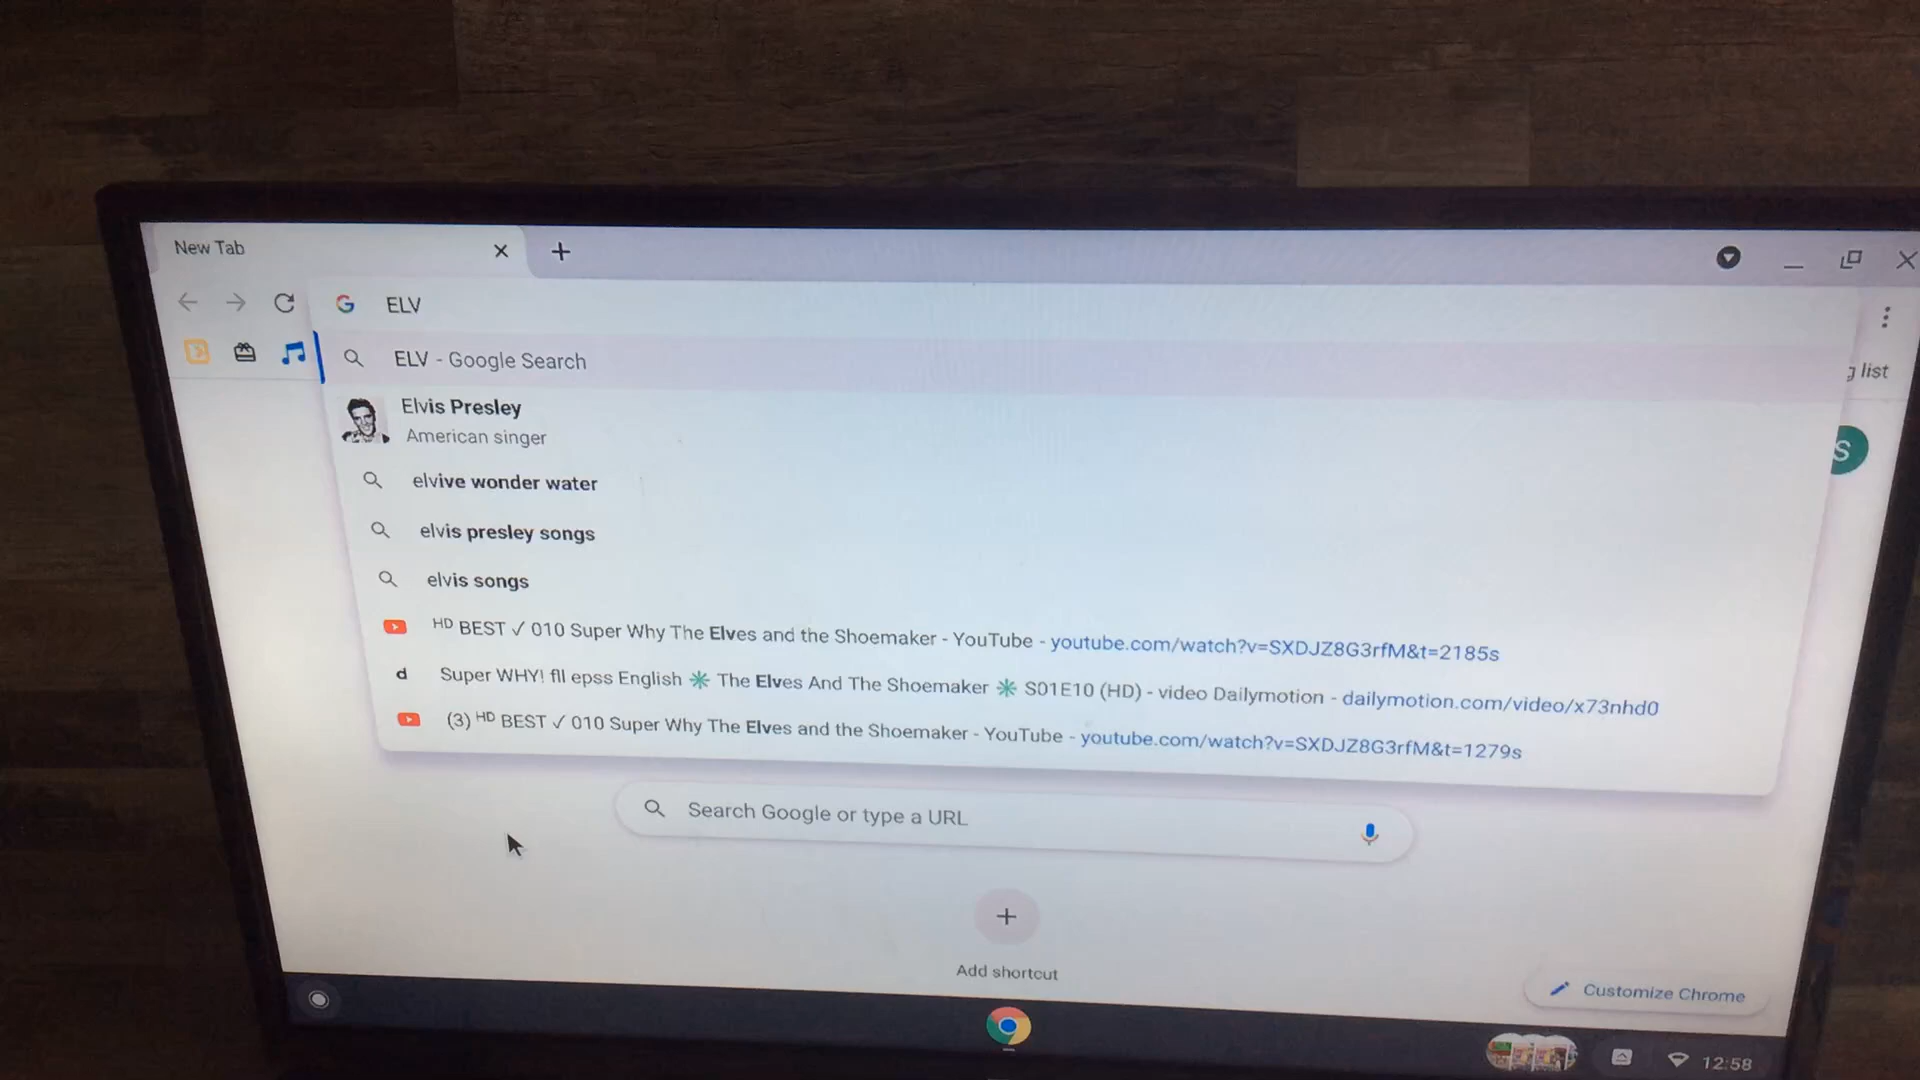 New Tab
ELV
ELV - Google Search
g list
Elvis Presley
American singer
S
elvive wonder water
elvis presley songs
elvis songs
HD BEST ✓ 010 Super Why The Elves and the Shoemaker - YouTube - youtube.com/watch?v=SXDJZ8G3rfM&t=2185s
d Super WHY! fll epss English ✳ The Elves And The Shoemaker ✳ S01E10 (HD) - video Dailymotion - dailymotion.com/video/x73nhd0
(3) HD BEST ✓ 010 Super Why The Elves and the Shoemaker - YouTube - youtube.com/watch?v=SXDJZ8G3rfM&t=1279s
Search Google or type a URL
Add shortcut
Customize Chrome
12:58